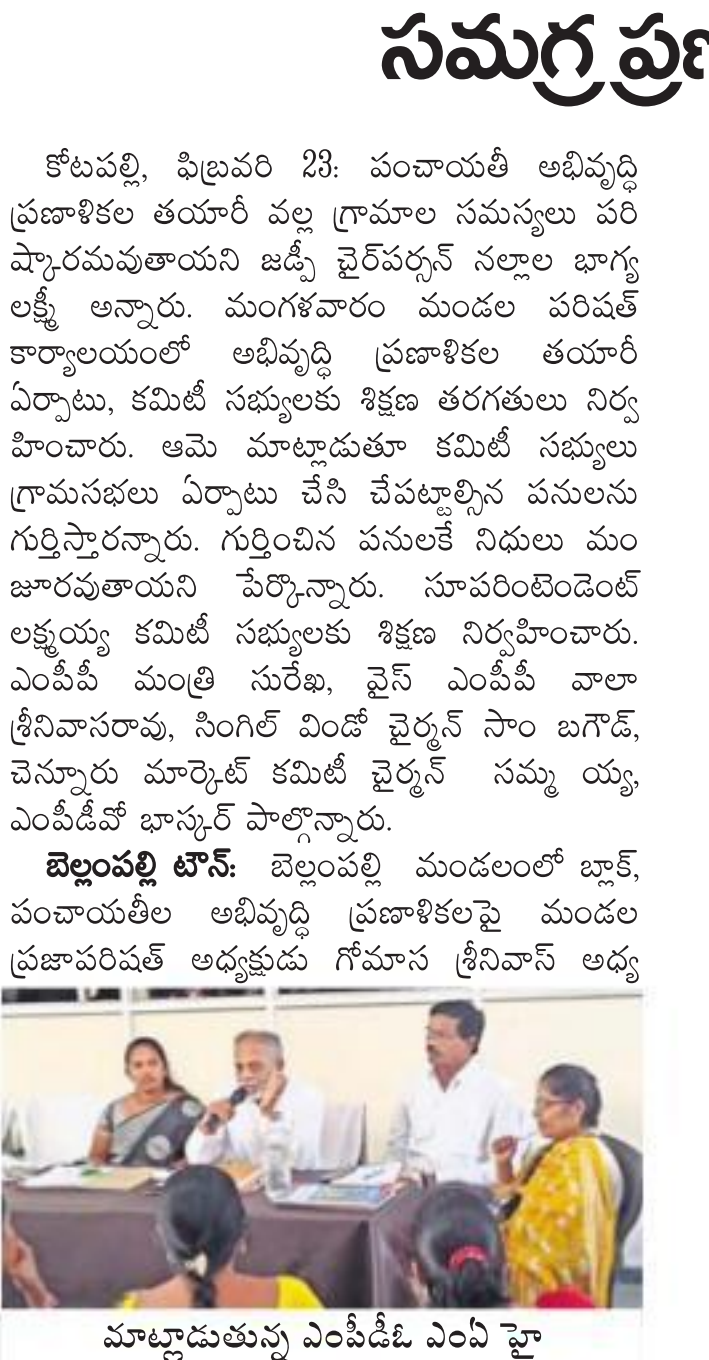 సమగ్ర
కోటపల్లి, ఫిబ్రవరి 23: పంచాయతీ అభివృద్ధి
ప్రణాళికల తయారీ వల్ల గ్రామాల సమస్యలు పరి
ష్కారమవుతాయని జడ్పీ చైర్‌పర్సన్ నల్లాల భాగ్య
లక్ష్మీ అన్నారు. మంగళవారం మండల పరిషత్
కార్యాలయంలో అభివృద్ధి ప్రణాళికల తయారీ
ఏర్పాటు, కమిటీ సభ్యులకు శిక్షణ తరగతులు నిర్వ
హించారు. ఆమె మాట్లాడుతూ కమిటీ సభ్యులు
గ్రామసభలు ఏర్పాటు చేసి చేపట్టాల్సిన పనులను
గుర్తిస్తారన్నారు. గుర్తించిన పనులకే నిధులు మం
జూరవుతాయని పేర్కొన్నారు. సూపరింటెండెంట్
లక్ష్మయ్య కమిటీ సభ్యులకు శిక్షణ నిర్వహించారు.
ఎంపీపీ మంత్రి సురేఖ, వైస్ ఎంపీపీ వాలా
శ్రీనివాసరావు, సింగిల్ విండో చైర్మన్ సాం బగౌడ్,
చెన్నూరు మార్కెట్ కమిటీ చైర్మన్ సమ్మ య్య,
ఎంపీడీవో భాస్కర్ పాల్గొన్నారు.
బెల్లంపల్లి టౌన్: బెల్లంపల్లి మండలంలో బ్లాక్,
పంచాయతీల అభివృద్ధి ప్రణాళికలపై మండల
ప్రజాపరిషత్ అధ్యక్షుడు గోమాస శ్రీనివాస్ అధ్య
మాట్లాడుతున్న ఎంపీడీఓ ఎంఏ హై